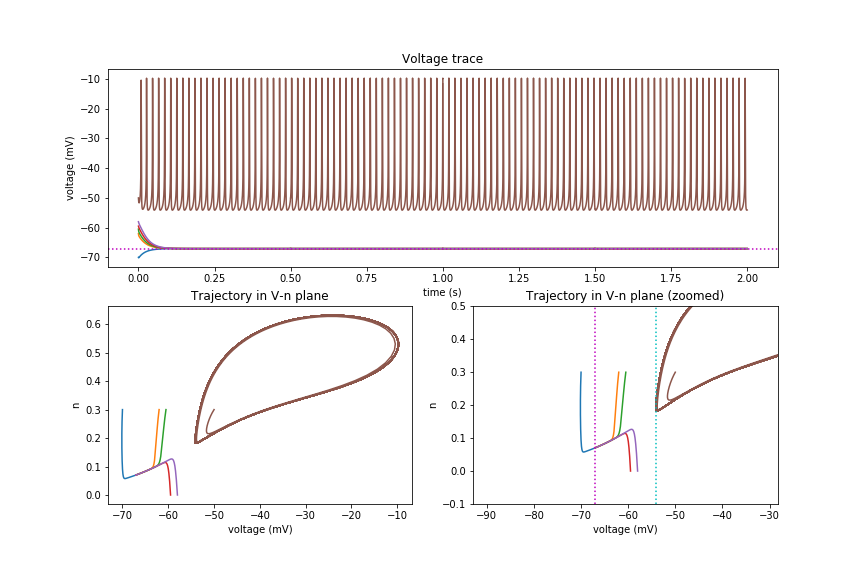 Voltage trace
voltage (mV)
−10
−20
−30
−40
−50
−60
−70
0.00 0.25 0.50 0.75 1.00 1.25 1.50 1.75 2.00
time (s)
Trajectory in V-n plane
n
0.6
0.5
0.4
0.3
0.2
0.1
0.0
−70 −60 −50 −40 −30 −20 −10
voltage (mV)
Trajectory in V-n plane (zoomed)
n
0.5
0.4
0.3
0.2
0.1
0.0
−0.1
−90 −80 −70 −60 −50 −40 −30
voltage (mV)